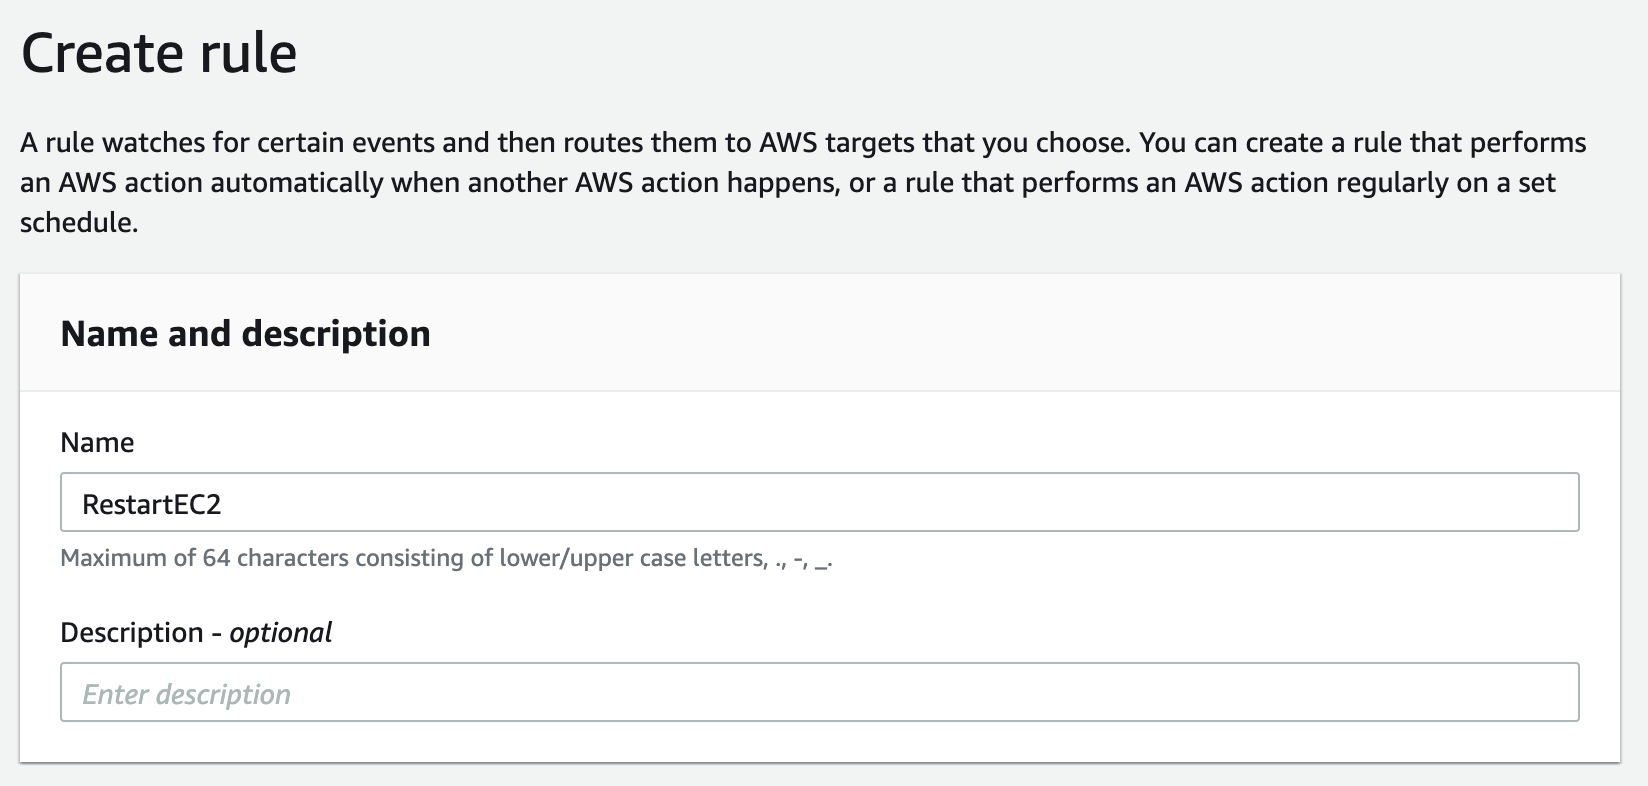 Create rule
A rule watches for certain events and then routes them to AWS targets that you choose. You can create a rule that performs
an AWS action automatically when another AWS action happens, or a rule that performs an AWS action regularly on a set
schedule.
Name and description
Name
RestartEC2
Maximum of 64 characters consisting of lower/upper case letters, ., -, _.
Description - optional
Enter description